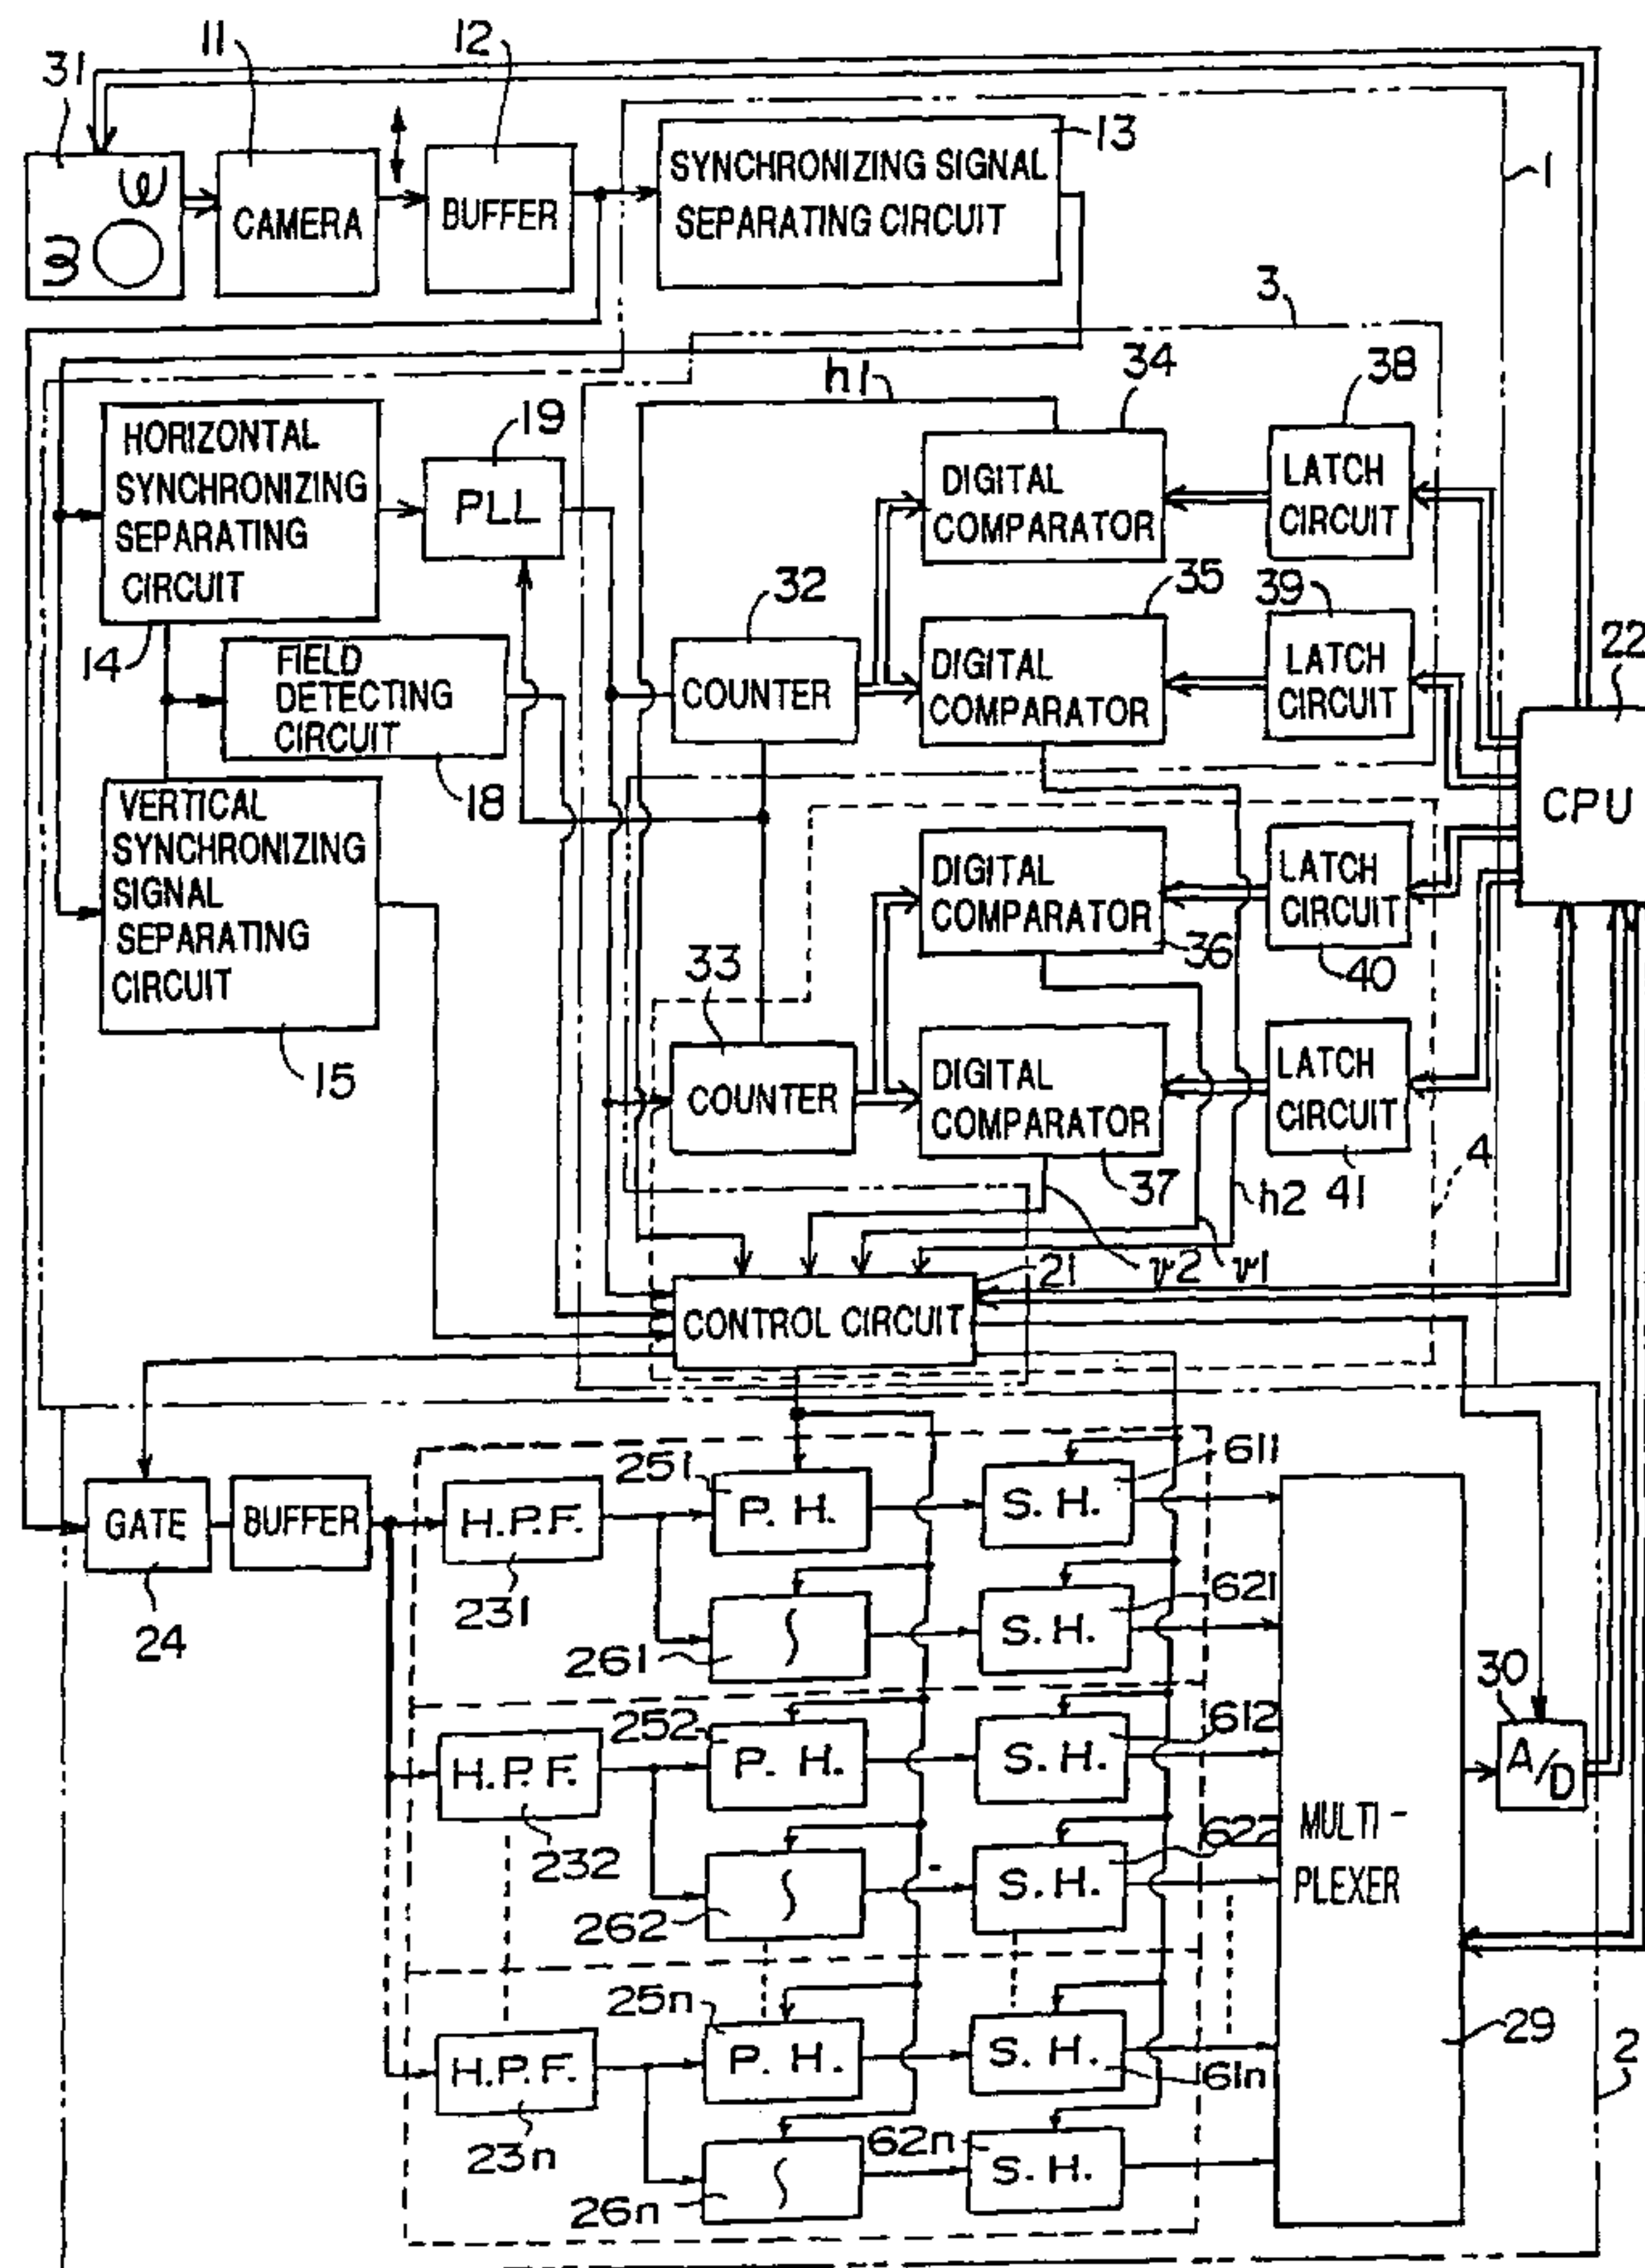 31
11
12
13
1
CAMERA
BUFFER
SYNCHRONIZING SIGNAL
SEPARATING CIRCUIT
3
h1
34
38
HORIZONTAL
SYNCHRONIZING
SEPARATING
CIRCUIT
19
PLL
DIGITAL
COMPARATOR
LATCH
CIRCUIT
14
32
35
39
22
FIELD
DETECTING
CIRCUIT
18
COUNTER
DIGITAL
COMPARATOR
LATCH
CIRCUIT
CPU
VERTICAL
SYNCHRONIZING
SIGNAL
SEPARATING
CIRCUIT
15
DIGITAL
COMPARATOR
36
LATCH
CIRCUIT
40
33
COUNTER
DIGITAL
COMPARATOR
37
LATCH
CIRCUIT
41
4
h2
v2
v1
21
CONTROL CIRCUIT
GATE
24
BUFFER
H.P.F.
231
251
P. H.
S. H.
611
261
∫
S. H.
621
30
A/D
H.P.F.
232
252
P. H.
S. H.
612
262
∫
S. H.
622
MULTI-
PLEXER
29
2
H.P.F.
23n
25n
P. H.
S. H.
61n
26n
∫
62n
S. H.